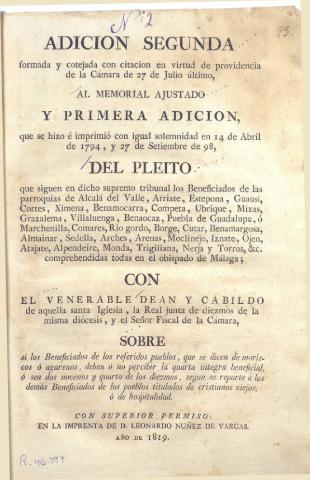 Nº 2
93.
ADICION SEGUNDA
formada y cotejada con citacion en virtud de providencia
de la Cámara de 27 de Julio último,
AL MEMORIAL AJUSTADO
Y PRIMERA ADICION,
que se hizo é imprimió con igual solemnidad en 14 de Abril
de 1794, y 27 de Setiembre de 98,
DEL PLEITO
que siguen en dicho supremo tribunal los Beneficiados de las
parroquias de Alcalá del Valle, Arriate, Estepona, Guausí,
Cortes, Ximena, Benamocarra, Competa, Ubrique, Mixas,
Grazalema, Villaluenga, Benaocaz, Puebla de Guadalupe, ó
Marchenilla, Comares, Rio gordo, Borge, Cutar, Benamargosa,
Almainar, Sedella, Arches, Arenas, Moclinejo, Iznate, Ojen,
Atajate, Alpendeire, Monda, Trigiliana, Nerja y Torros, &c.
comprehendidas todas en el obispado de Málaga;
CON
EL VENERABLE DEAN Y CABILDO
de aquella santa Iglesia, la Real junta de diezmos de la
misma diócesis, y el Señor Fiscal de la Cámara,
SOBRE
si los Beneficiados de los referidos pueblos, que se dicen de moris-
cos ó agarenos, deben ó no percibir la quarta integra beneficial,
ó sea dos novenos y quarto de los diezmos, segun se reparte á los
demás Beneficiados de los pueblos titulados de cristianos viejos,
ó de hospitalidad.
CON SUPERIOR PERMISO:
EN LA IMPRENTA DE D. LEONARDO NUÑEZ DE VARGAS.
AÑO DE 1819.